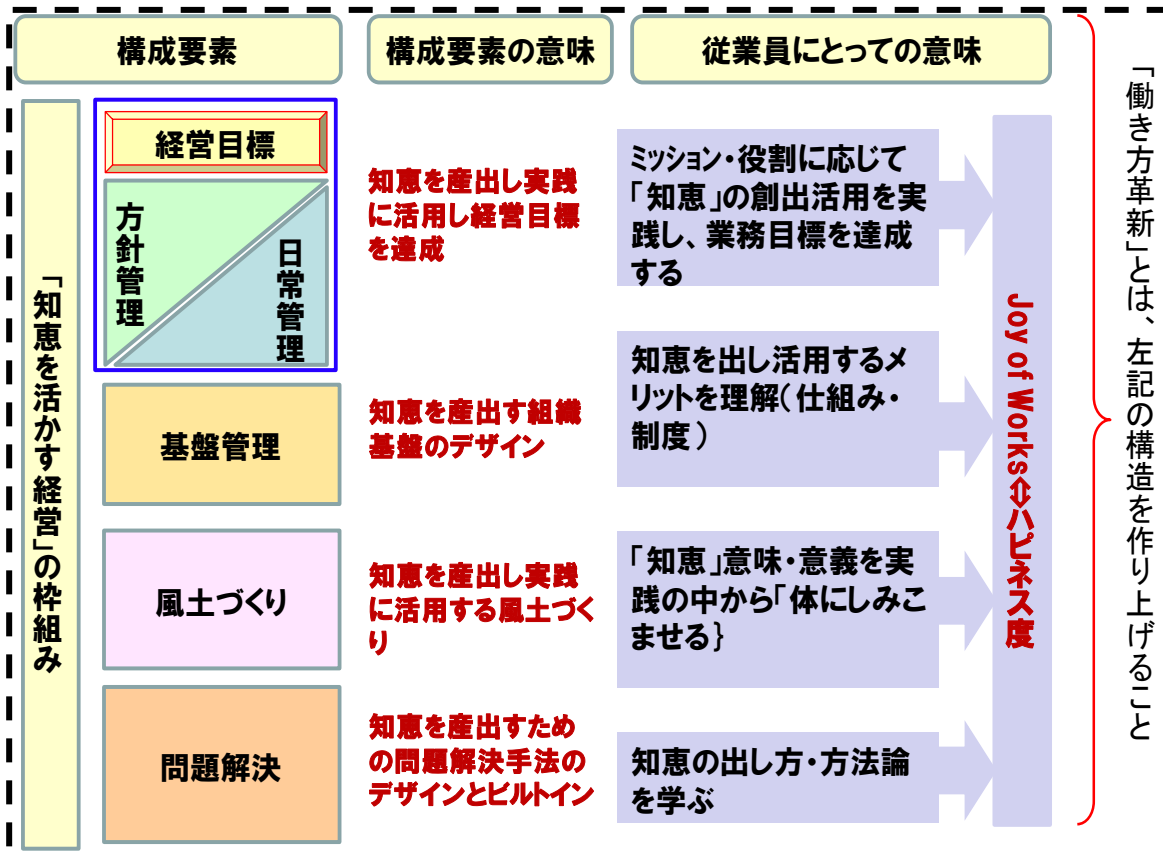 構成要素
構成要素の意味
従業員にとっての意味
「知恵を活かす経営」の枠組み
経営目標
方針管理
日常管理
知恵を産出し実践
に活用し経営目標
を達成
ミッション・役割に応じて
「知恵」の創出活用を実
践し、業務目標を達成
する
基盤管理
知恵を産出す組織
基盤のデザイン
知恵を出し活用するメ
リットを理解(仕組み・
制度)
風土づくり
知恵を産出し実践
に活用する風土づく
り
「知恵」意味・意義を実
践の中から「体にしみこ
ませる}
問題解決
知恵を産出すため
の問題解決手法の
デザインとビルトイン
知恵の出し方・方法論
を学ぶ
Joy of Works⇔ハピネス度
「働き方革新」とは、左記の構造を作り上げること